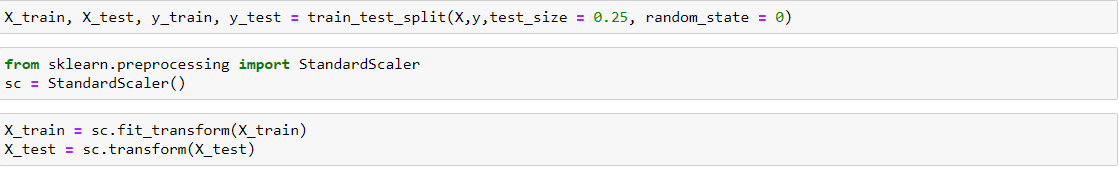 X_train, X_test, y_train, y_test = train_test_split(X,y,test_size = 0.25, random_state = 0)
from sklearn.preprocessing import StandardScaler
sc = StandardScaler()
X_train = sc.fit_transform(X_train)
X_test = sc.transform(X_test)